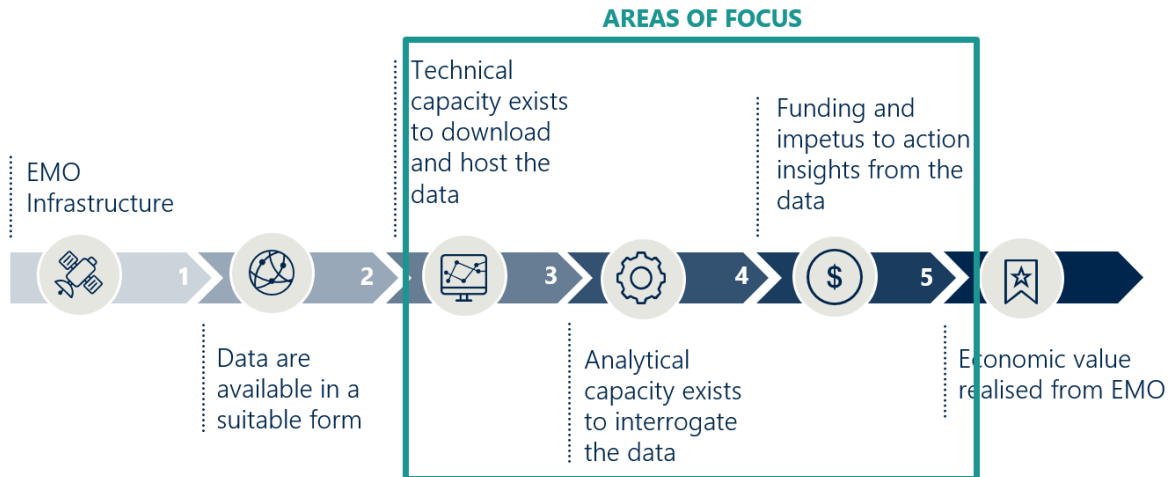 AREAS OF FOCUS
EMO
Infrastructure
Technical
capacity exists
to download
and host the
data
Funding and
impetus to action
insights from the
data
1
2
3
4
$
5
Data are
available in a
suitable form
Analytical
capacity exists
to interrogate
the data
Economic value
realised from EMO